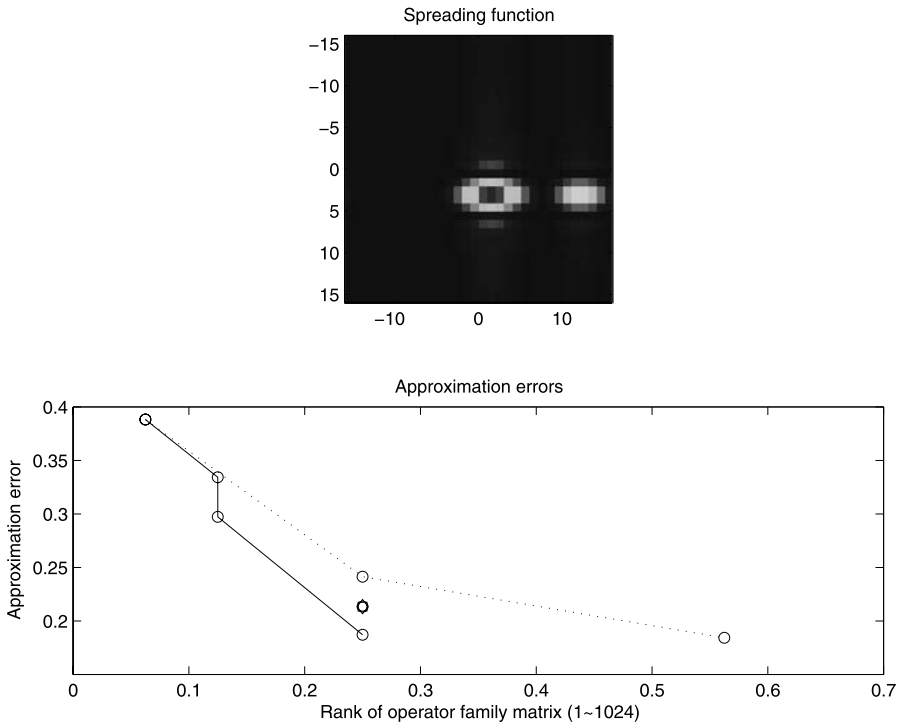 Spreading function
−15
−10
−5
0
5
10
15
−10 0 10
Approximation errors
0.4
0.35
0.3
0.25
0.2
Approximation error
0 0.1 0.2 0.3 0.4 0.5 0.6 0.7
Rank of operator family matrix (1~1024)